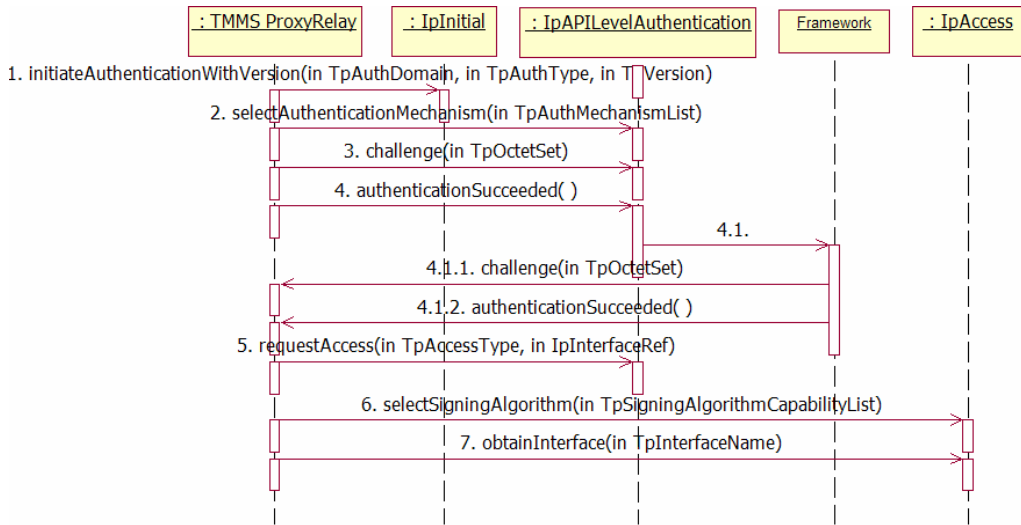 : TMMS ProxyRelay
: IpInitial
: IpAPILevelAuthentication
Framework
: IpAccess
1. initiateAuthenticationWithVersion(in TpAuthDomain, in TpAuthType, in Version)
2. selectAuthenticationMechanism(in TpAuthMechanismList)
3. challenge(in TpOctetSet)
4. authenticationSucceeded( )
4.1.
4.1.1. challenge(in TpOctetSet)
4.1.2. authenticationSucceeded( )
5. requestAccess(in TpAccessType, in IpInterfaceRef)
6. selectSigningAlgorithm(in TpSigningAlgorithmCapabilityList)
7. obtainInterface(in TpInterfaceName)